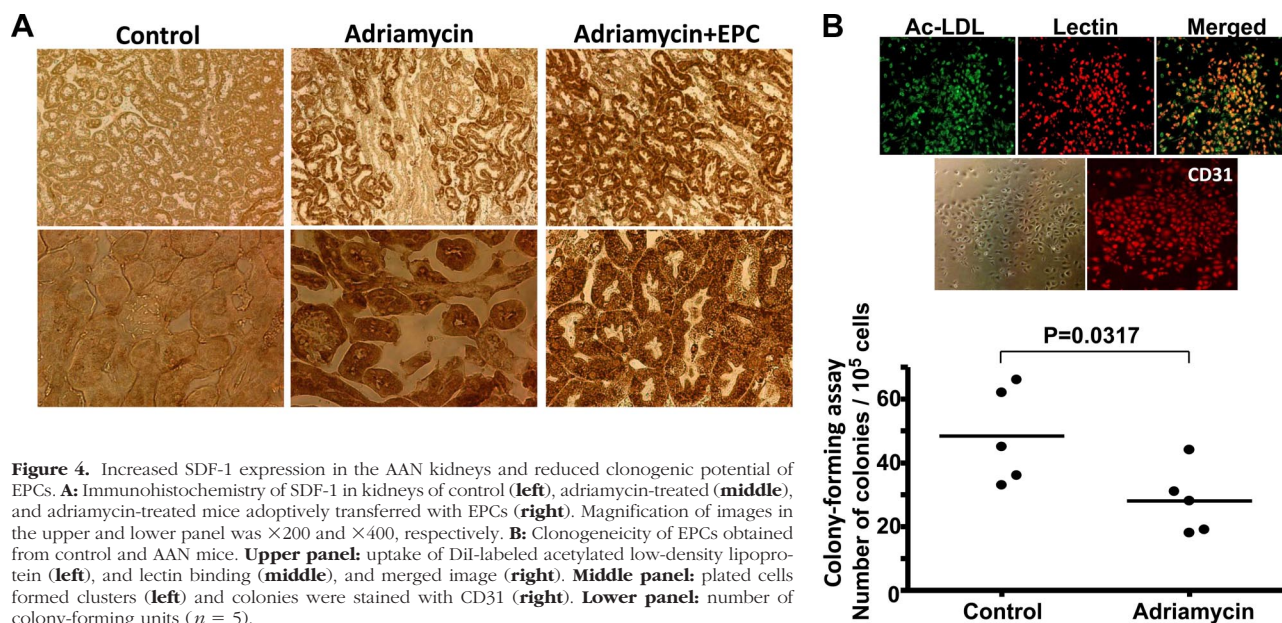 A
Control
Adriamycin
Adriamycin+EPC
B
Ac-LDL
Lectin
Merged
CD31
P=0.0317
Colony-forming assay
Number of colonies / 10⁵ cells
60
40
20
0
Control
Adriamycin
Figure 4. Increased SDF-1 expression in the AAN kidneys and reduced clonogenic potential of
EPCs. A: Immunohistochemistry of SDF-1 in kidneys of control (left), adriamycin-treated (middle),
and adriamycin-treated mice adoptively transferred with EPCs (right). Magnification of images in
the upper and lower panel was ×200 and ×400, respectively. B: Clonogeneicity of EPCs obtained
from control and AAN mice. Upper panel: uptake of DiI-labeled acetylated low-density lipopro-
tein (left), and lectin binding (middle), and merged image (right). Middle panel: plated cells
formed clusters (left) and colonies were stained with CD31 (right). Lower panel: number of
colony-forming units (n = 5).